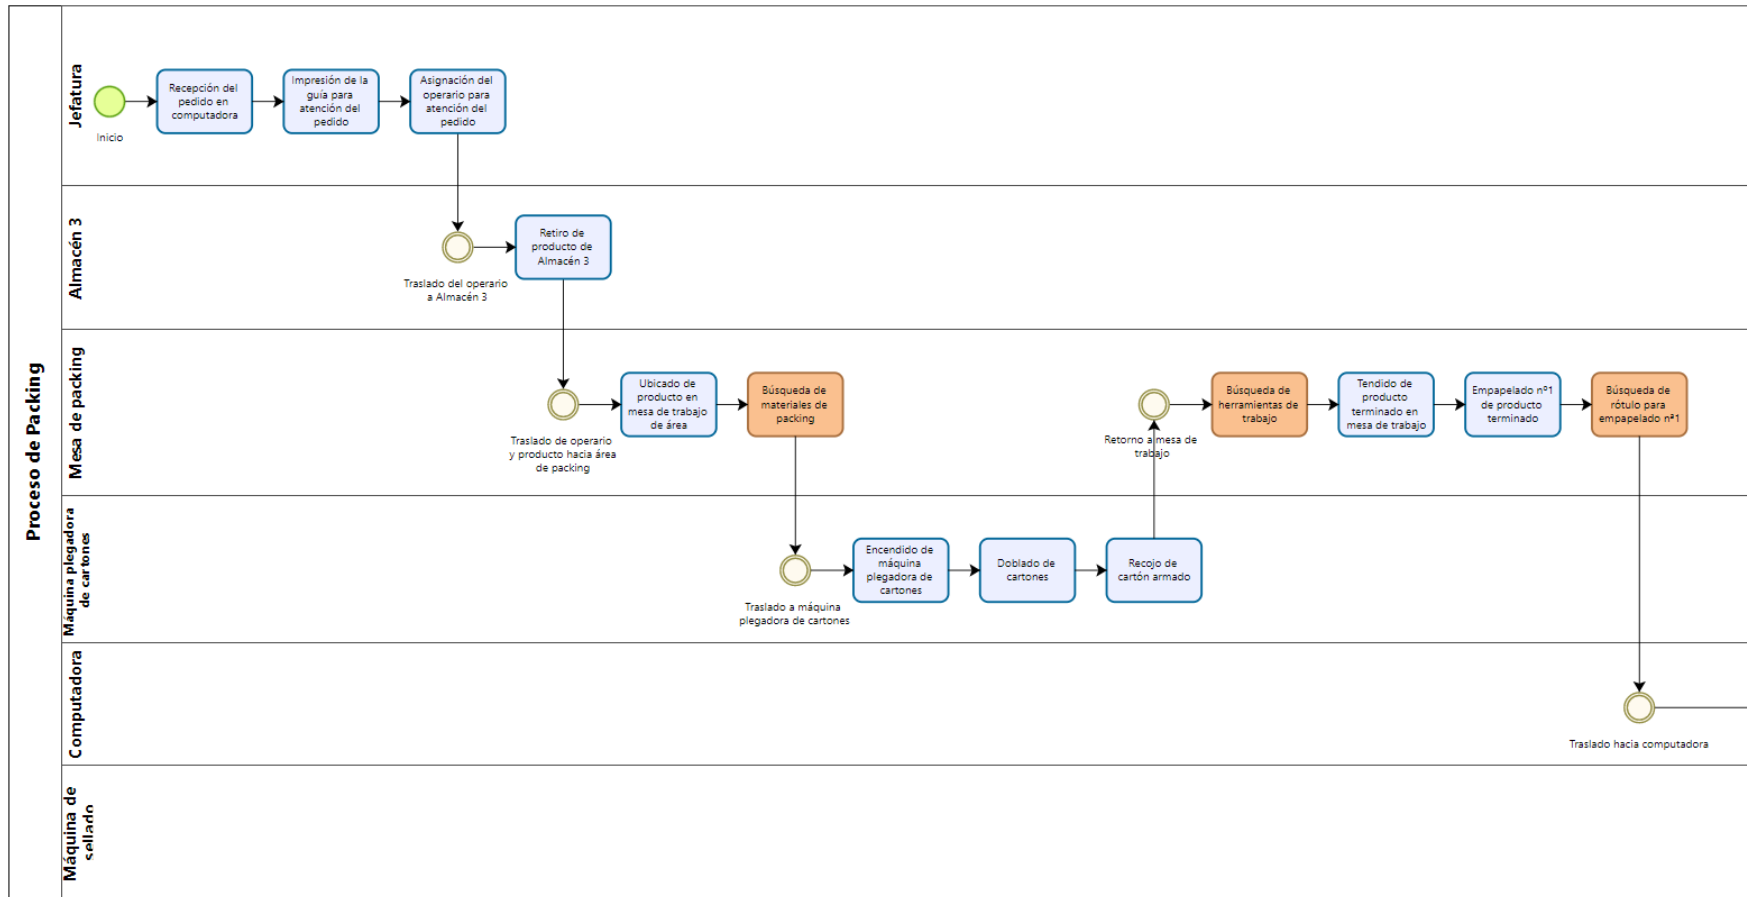 Proceso de Packing
Jefatura
Inicio
Recepción del
pedido en
computadora
Impresión de la
guía para
atención del
pedido
Asignación del
operario para
atención del
pedido
Almacén 3
Traslado del operario
a Almacén 3
Retiro de
producto de
Almacén 3
Mesa de packing
Traslado de operario
y producto hacia área
de packing
Ubicado de
producto en
mesa de trabajo
de área
Búsqueda de
materiales de
packing
Retorno a mesa de
trabajo
Búsqueda de
herramientas de
trabajo
Tendido de
producto
terminado en
mesa de trabajo
Empapelado nº1
de producto
terminado
Búsqueda de
rótulo para
empapelado nª1
Máquina plegadora
de cartones
Traslado a máquina
plegadora de cartones
Encendido de
máquina
plegadora de
cartones
Doblado de
cartones
Recojo de
cartón armado
Computadora
Traslado hacia computadora
Máquina de
sellado